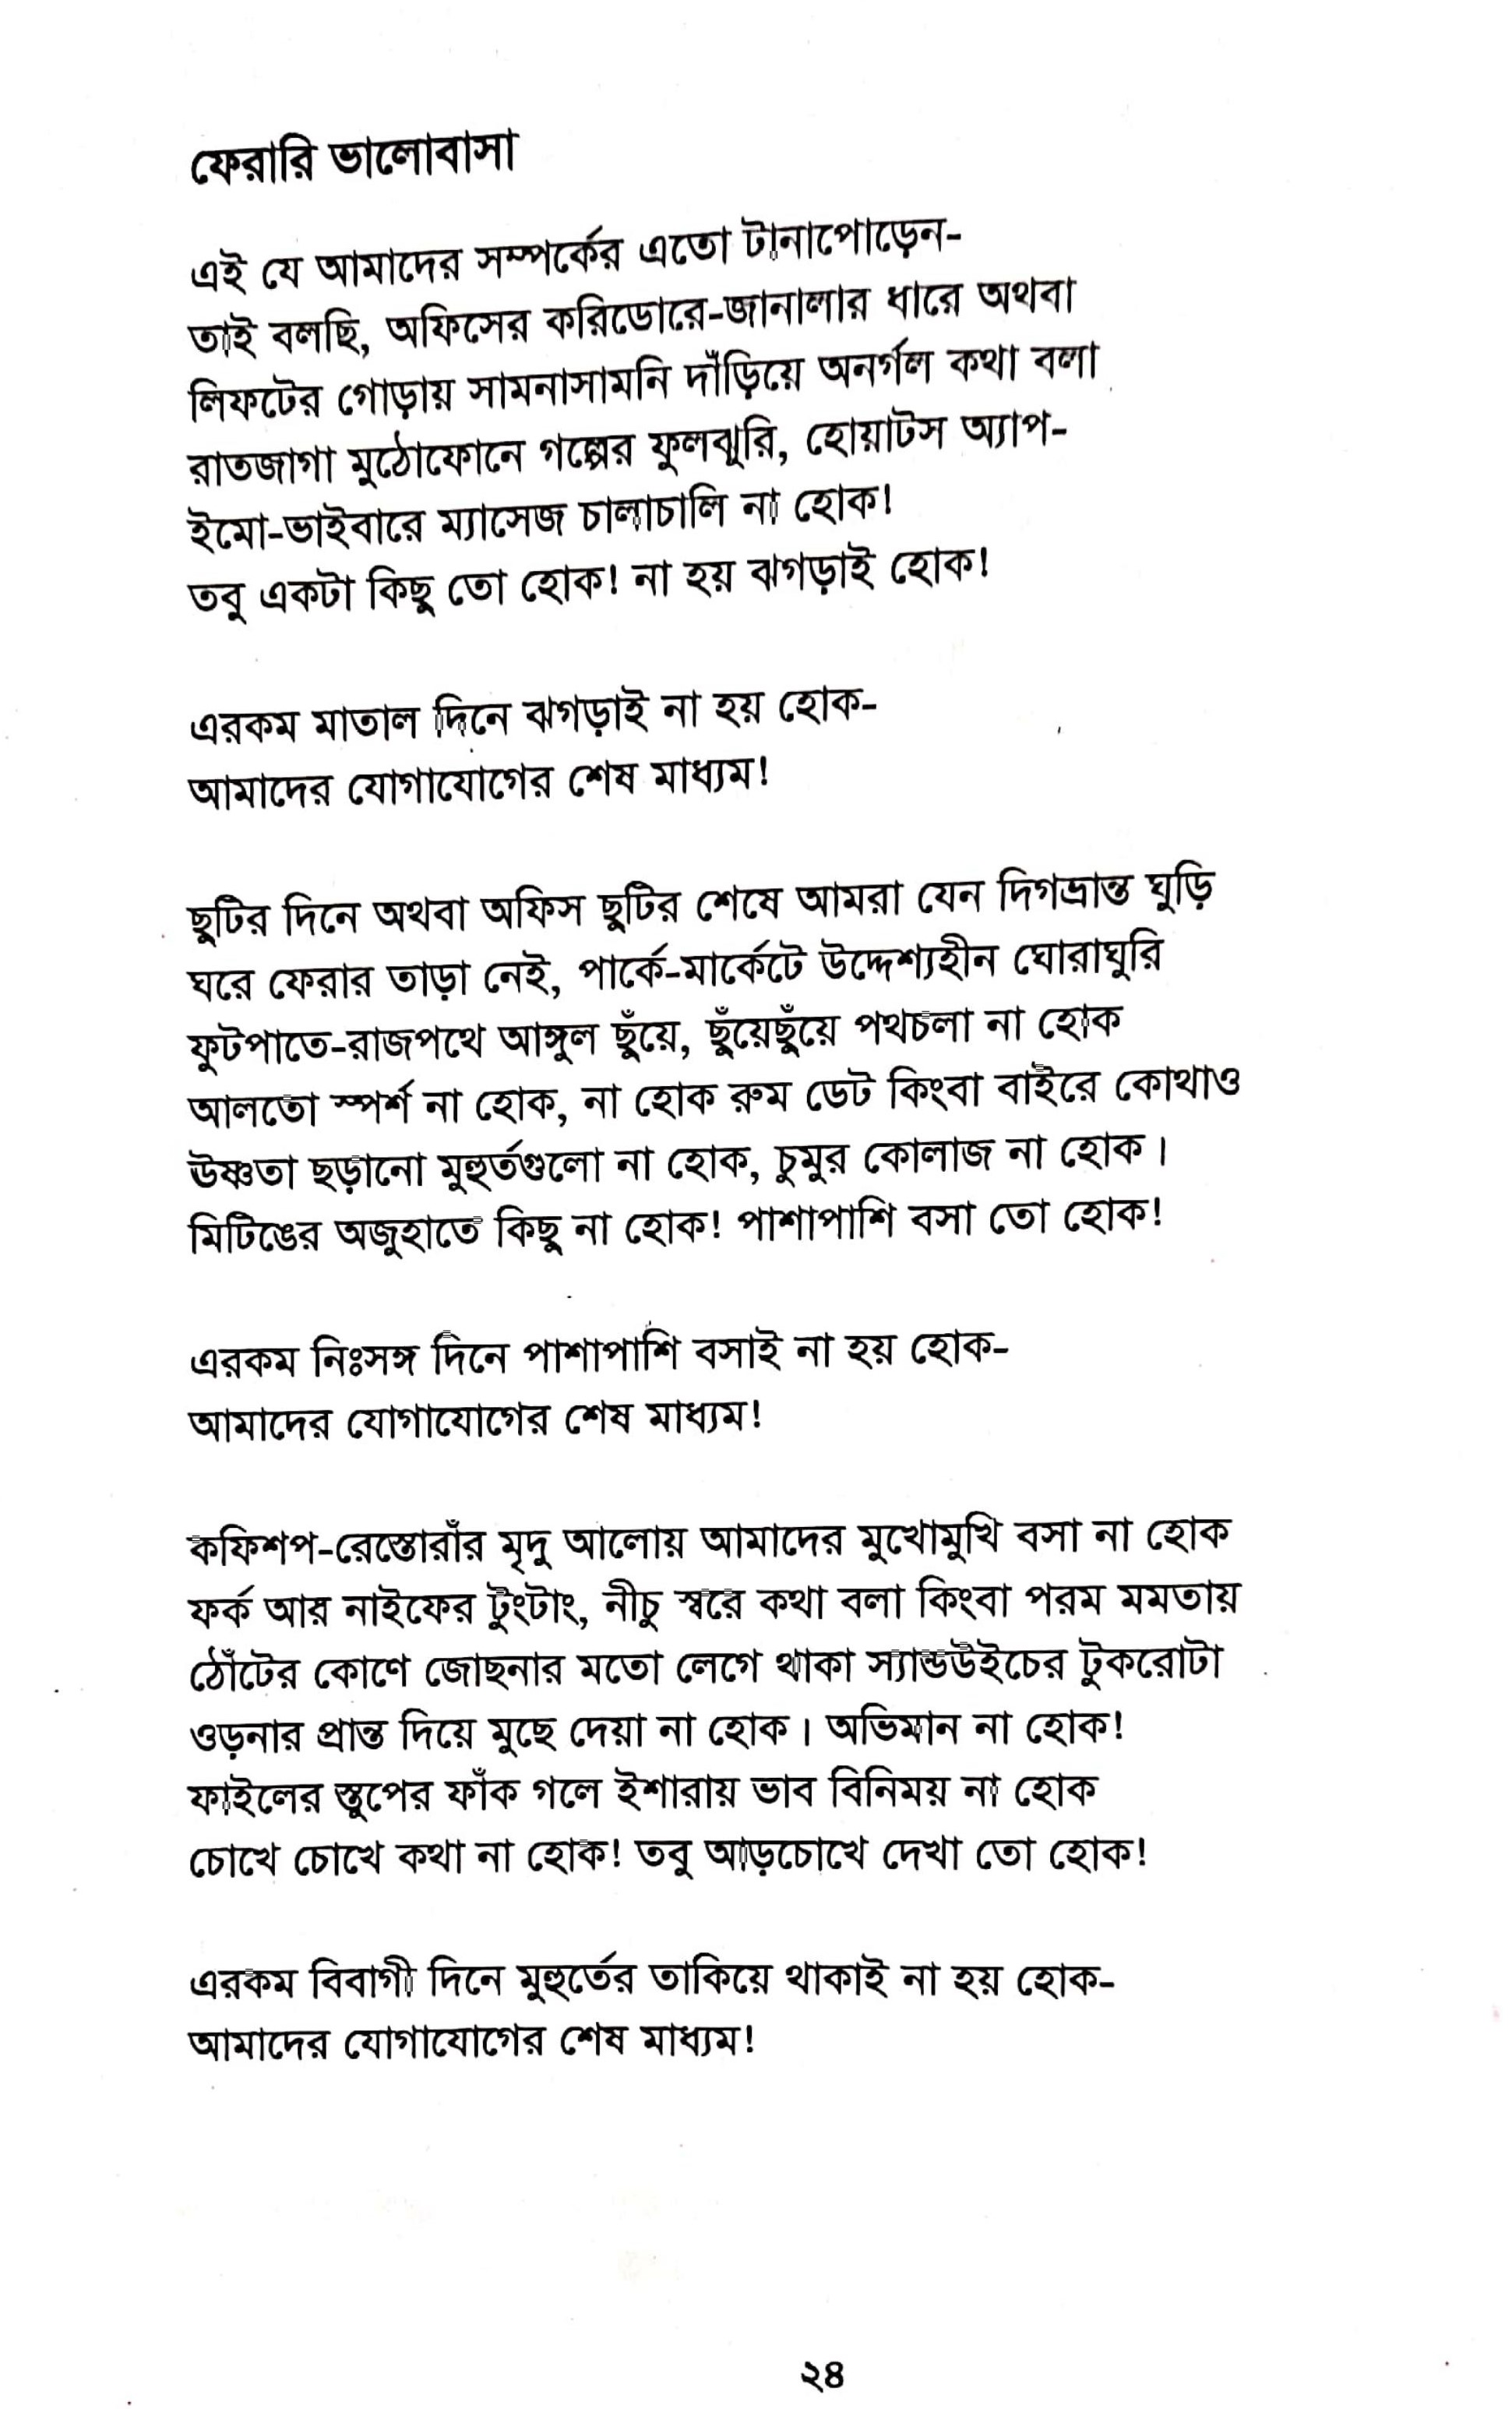 ফেরারি ভালোবাসা
এই যে আমাদের সম্পর্কের এতো টানাপোড়েন-
তাই বলছি, অফিসের করিডোরে-জানালার ধারে অথবা
লিফটের গোড়ায় সামনাসামনি দাঁড়িয়ে অনর্গল কথা বলা
রাতজাগা মুঠোফোনে গল্পের ফুলঝুরি, হোয়াটস অ্যাপ-
ইমো-ভাইবারে ম্যাসেজ চালাচালি না হোক!
তবু একটা কিছু তো হোক! না হয় ঝগড়াই হোক!
এরকম মাতাল দিনে ঝগড়াই না হয় হোক-
আমাদের যোগাযোগের শেষ মাধ্যম!
ছুটির দিনে অথবা অফিস ছুটির শেষে আমরা যেন দিগভ্রান্ত ঘুড়ি
ঘরে ফেরার তাড়া নেই, পার্কে-মার্কেটে উদ্দেশ্যহীন ঘোরাঘুরি
ফুটপাতে-রাজপথে আঙ্গুল ছুঁয়ে, ছুঁয়েছুঁয়ে পথচলা না হোক
আলতো স্পর্শ না হোক, না হোক রুম ডেট কিংবা বাইরে কোথাও
ঊষ্ণতা ছড়ানো মুহুর্তগুলো না হোক, চুমুর কোলাজ না হোক।
মিটিঙের অজুহাতে কিছু না হোক! পাশাপাশি বসা তো হোক!
এরকম নিঃসঙ্গ দিনে পাশাপাশি বসাই না হয় হোক-
আমাদের যোগাযোগের শেষ মাধ্যম!
কফিশপ-রেস্তোরাঁর মৃদু আলোয় আমাদের মুখোমুখি বসা না হোক
ফর্ক আর নাইফের টুংটাং, নীচু স্বরে কথা বলা কিংবা পরম মমতায়
ঠোঁটের কোণে জোছনার মতো লেগে থাকা স্যান্ডউইচের টুকরোটা
ওড়নার প্রান্ত দিয়ে মুছে দেয়া না হোক। অভিমান না হোক!
ফাইলের স্তুপের ফাঁক গলে ইশারায় ভাব বিনিময় না হোক
চোখে চোখে কথা না হোক! তবু আড়চোখে দেখা তো হোক!
এরকম বিবাগী দিনে মুহুর্তের তাকিয়ে থাকাই না হয় হোক-
আমাদের যোগাযোগের শেষ মাধ্যম!
২৪